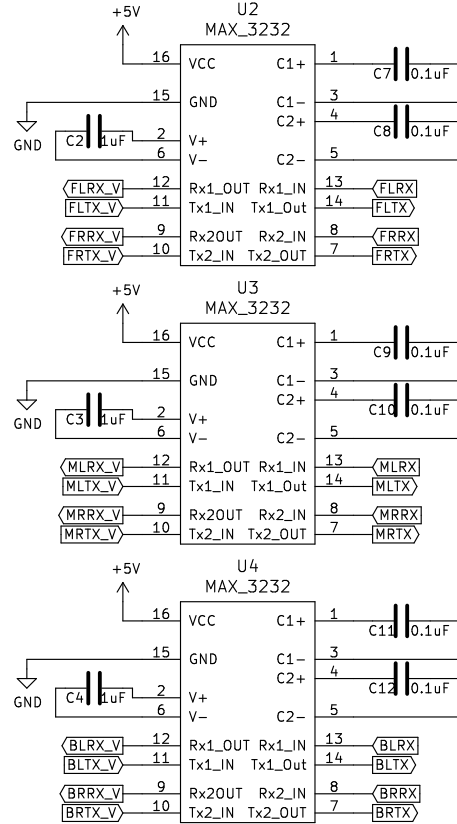 U2
MAX_3232
+5V
16 VCC C1+ 1
C7 0.1uF
15 GND C1- 3
C2+ 4
GND
C2 1uF
C8 0.1uF
2 V+
6 V- C2- 5
FLRX_V 12 Rx1_OUT Rx1_IN 13 FLRX
FLTX_V 11 Tx1_IN Tx1_Out 14 FLTX
FRRX_V 9 Rx2OUT Rx2_IN 8 FRRX
FRTX_V 10 Tx2_IN Tx2_OUT 7 FRTX
U3
MAX_3232
+5V
16 VCC C1+ 1
C9 0.1uF
15 GND C1- 3
C2+ 4
GND
C3 1uF
C10 0.1uF
2 V+
6 V- C2- 5
MLRX_V 12 Rx1_OUT Rx1_IN 13 MLRX
MLTX_V 11 Tx1_IN Tx1_Out 14 MLTX
MRRX_V 9 Rx2OUT Rx2_IN 8 MRRX
MRTX_V 10 Tx2_IN Tx2_OUT 7 MRTX
U4
MAX_3232
+5V
16 VCC C1+ 1
C11 0.1uF
15 GND C1- 3
C2+ 4
GND
C4 1uF
C12 0.1uF
2 V+
6 V- C2- 5
BLRX_V 12 Rx1_OUT Rx1_IN 13 BLRX
BLTX_V 11 Tx1_IN Tx1_Out 14 BLTX
BRRX_V 9 Rx2OUT Rx2_IN 8 BRRX
BRTX_V 10 Tx2_IN Tx2_OUT 7 BRTX